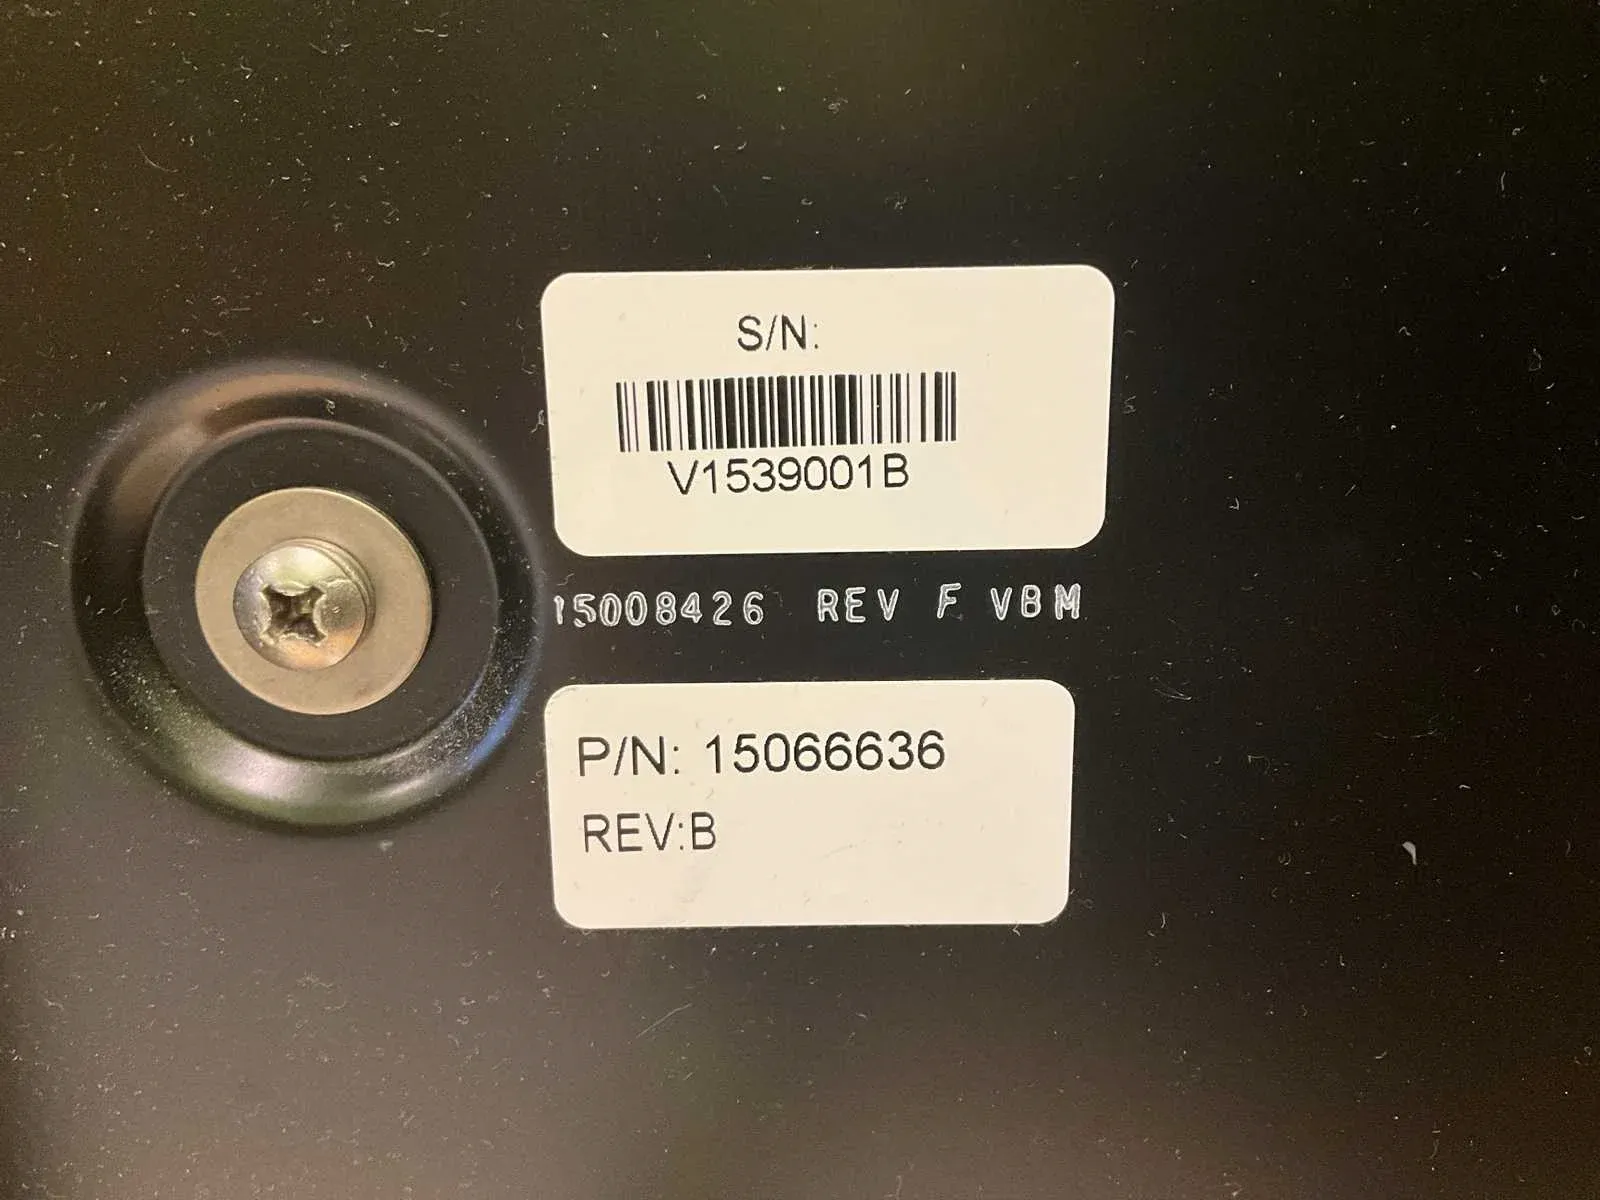 S/N:
V1539001B
15008426 REV F VBM
P/N: 15066636
REV:B